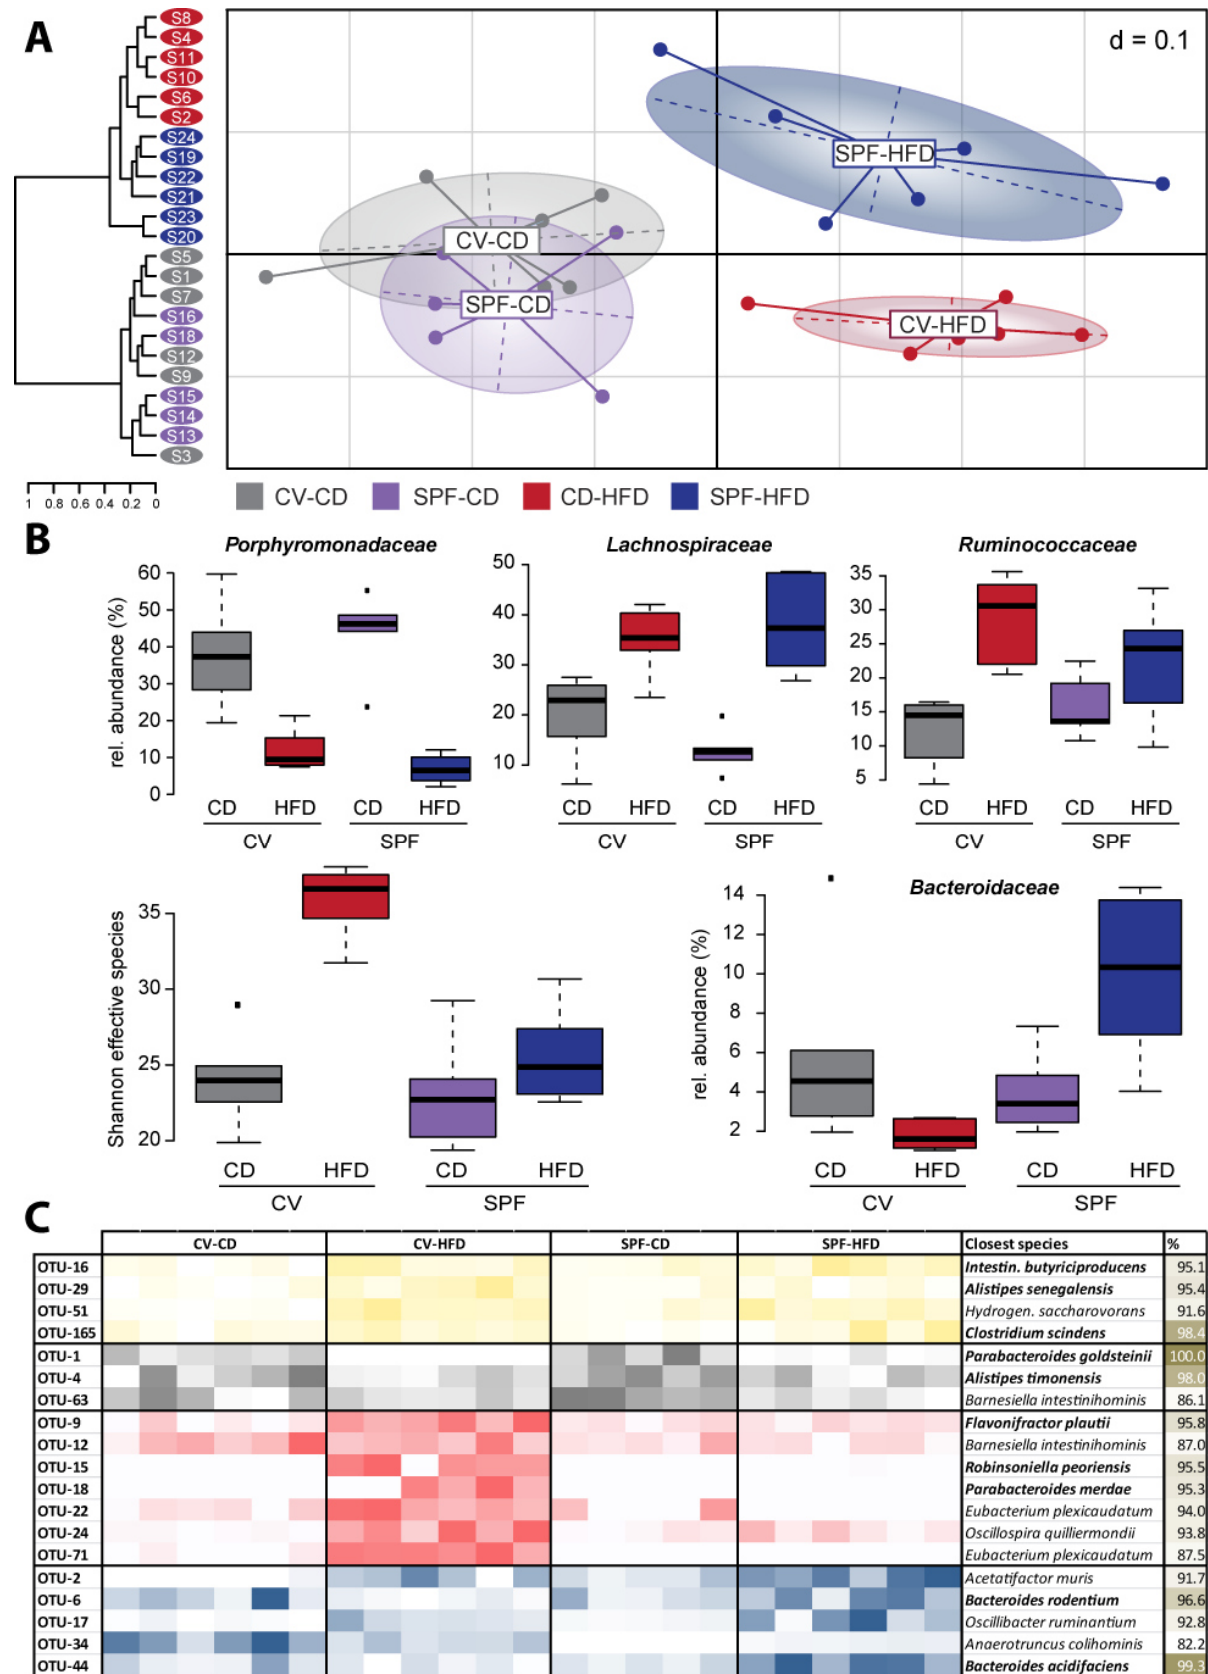 A
S8
S4
S11
S10
S6
S2
S24
S19
S22
S21
S23
S20
S5
S1
S7
S16
S18
S12
S9
S15
S14
S13
S3
1 0.8 0.6 0.4 0.2 0
d = 0.1
SPF-HFD
CV-CD
SPF-CD
CV-HFD
CV-CD SPF-CD CD-HFD SPF-HFD
B
Porphyromonadaceae
rel. abundance (%)
60
50
40
30
20
10
0
CD HFD CD HFD
CV SPF
Lachnospiraceae
50
40
30
20
10
CD HFD CD HFD
CV SPF
Ruminococcaceae
35
30
25
20
15
10
5
CD HFD CD HFD
CV SPF
Shannon effective species
35
30
25
20
CD HFD CD HFD
CV SPF
Bacteroidaceae
rel. abundance (%)
14
12
10
8
6
4
2
CD HFD CD HFD
CV SPF
C
CV-CD CV-HFD SPF-CD SPF-HFD Closest species %
OTU-16 Intestin. butyriciproducens 95.1
OTU-29 Alistipes senegalensis 95.4
OTU-51 Hydrogen. saccharovorans 91.6
OTU-165 Clostridium scindens 98.4
OTU-1 Parabacteroides goldsteinii 100.0
OTU-4 Alistipes timonensis 98.0
OTU-63 Barnesiella intestinihominis 86.1
OTU-9 Flavonifractor plautii 95.8
OTU-12 Barnesiella intestinihominis 87.0
OTU-15 Robinsoniella peoriensis 95.5
OTU-18 Parabacteroides merdae 95.3
OTU-22 Eubacterium plexicaudatum 94.0
OTU-24 Oscillospira quilliermondii 93.8
OTU-71 Eubacterium plexicaudatum 87.5
OTU-2 Acetatifactor muris 91.7
OTU-6 Bacteroides rodentium 96.6
OTU-17 Oscillibacter ruminantium 92.8
OTU-34 Anaerotruncus colihominis 82.2
OTU-44 Bacteroides acidifaciens 99.3